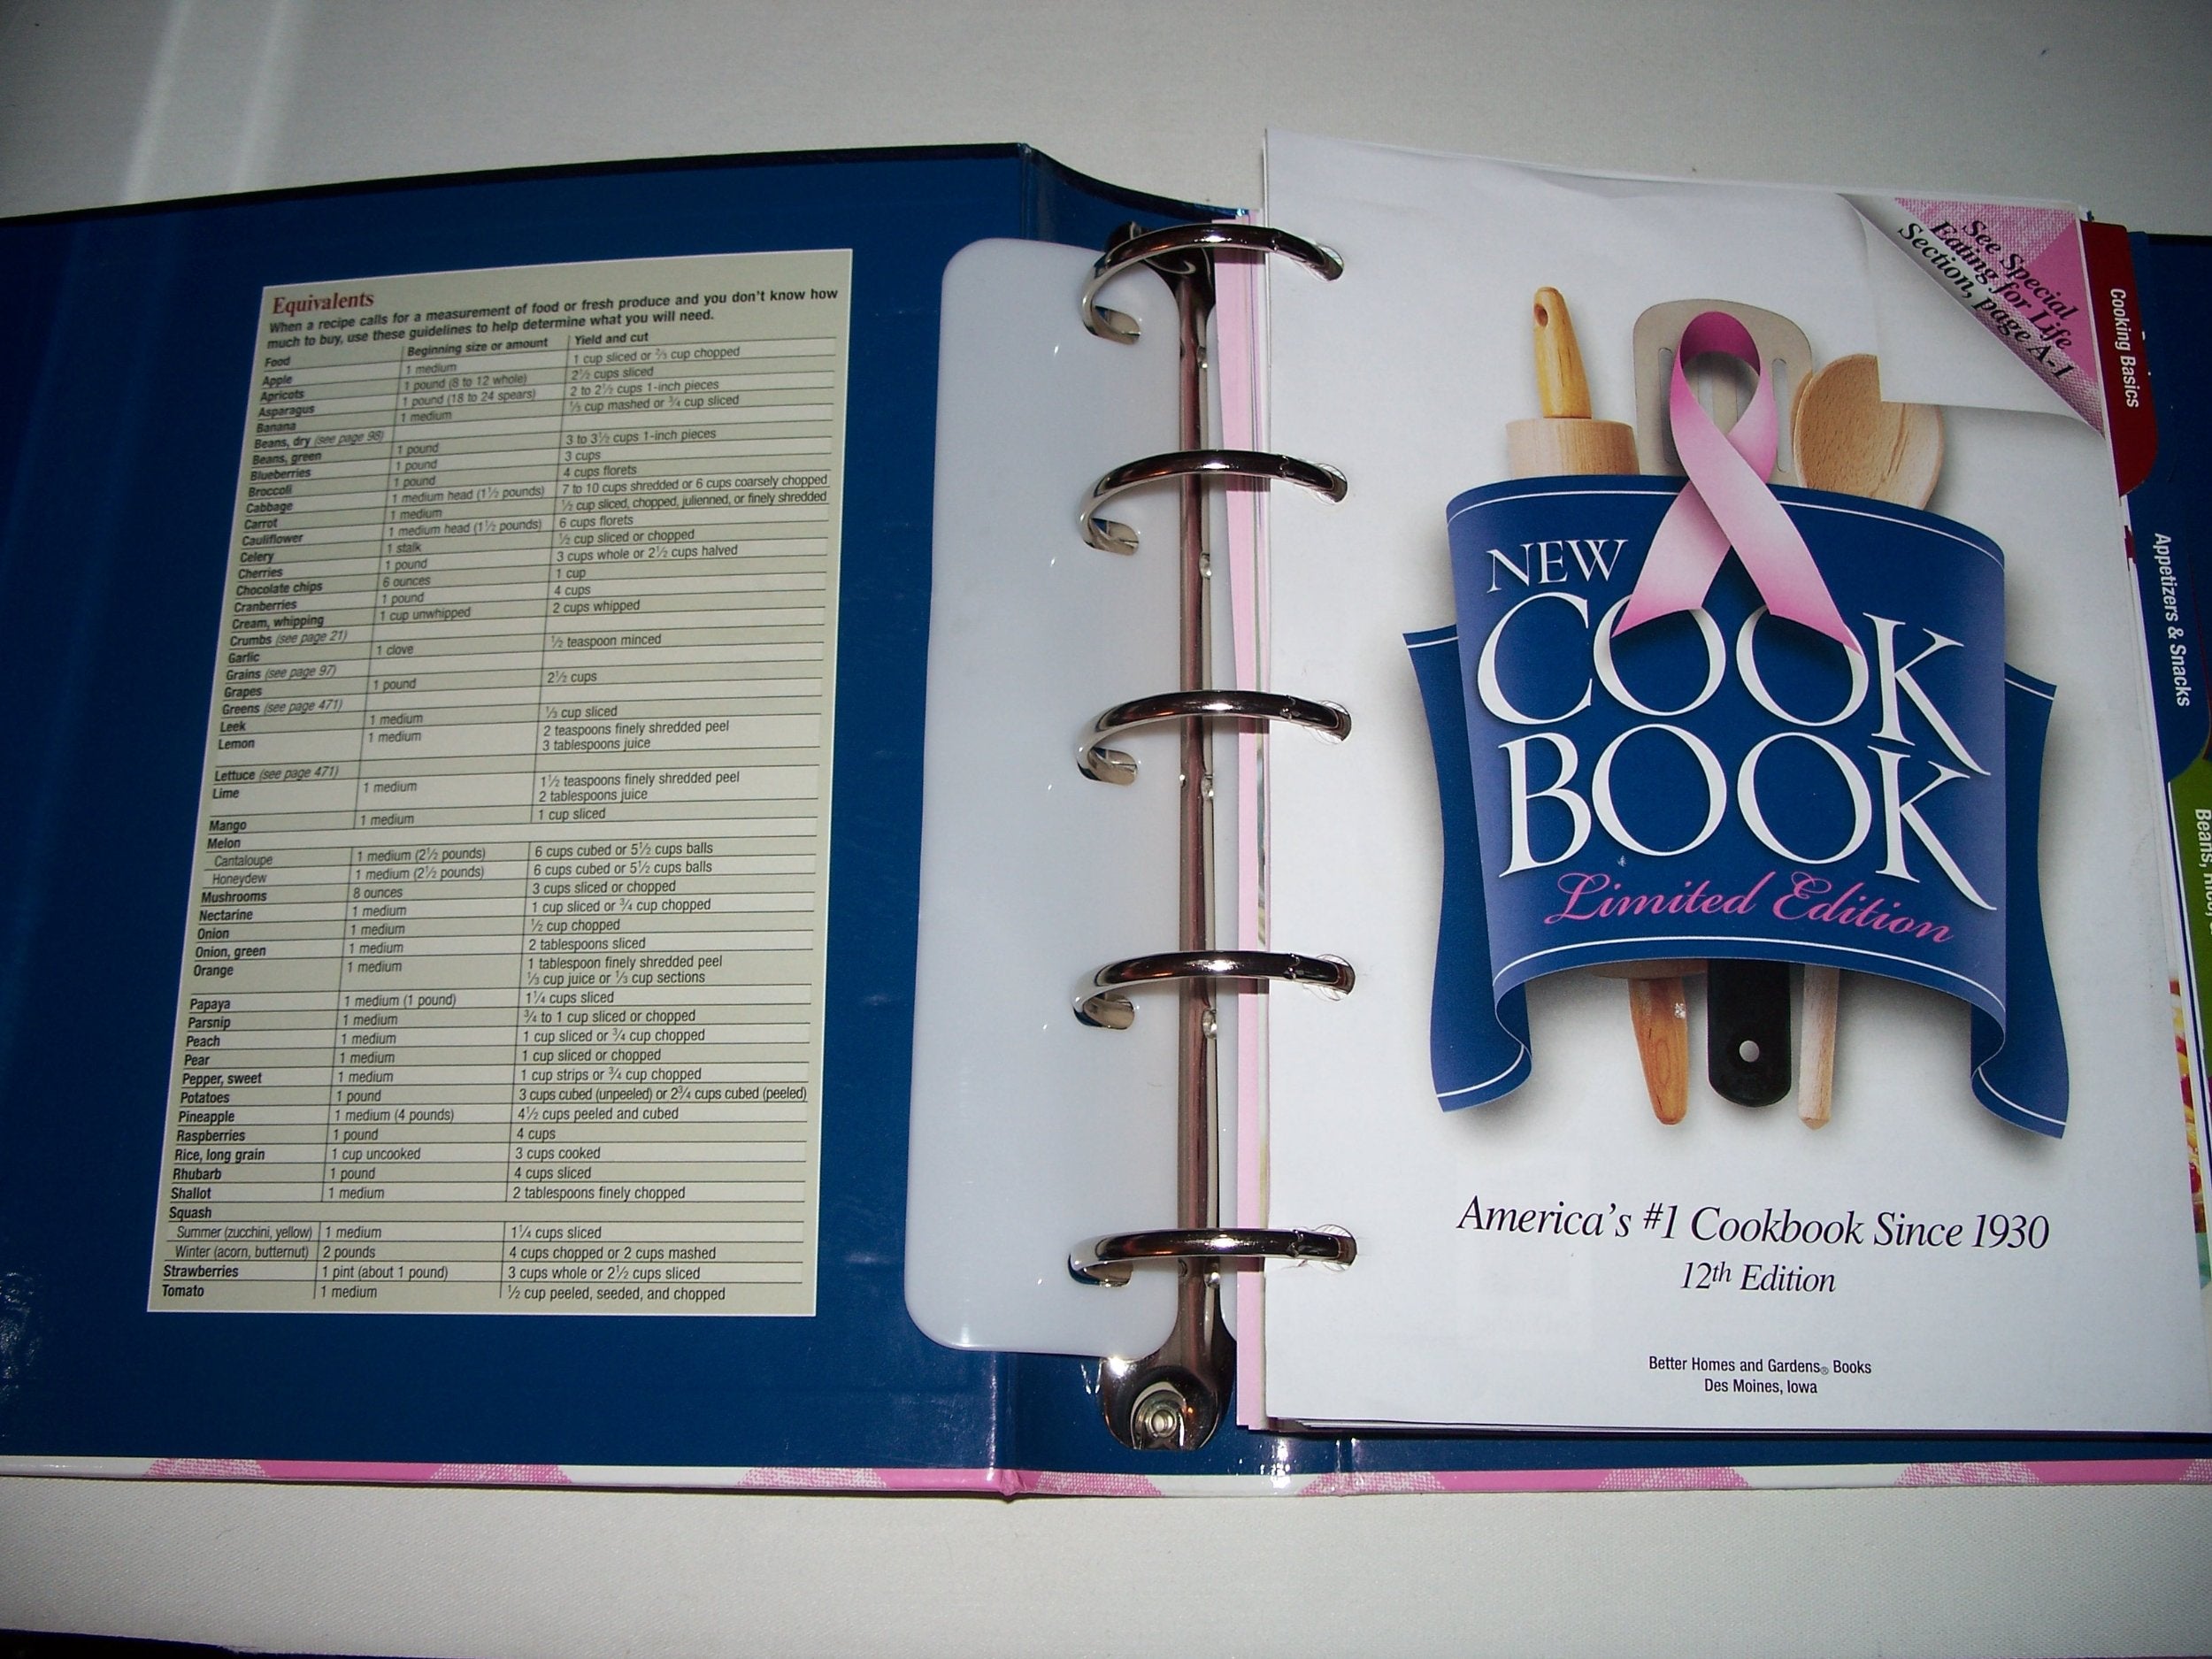 Equivalents
When a recipe calls for a measurement of food or fresh produce and you don't know how
much to buy, use these guidelines to help determine what you will need.
Food Beginning size or amount Yield and cut
Apple 1 medium 1 cup sliced or ⅔ cup chopped
Apricots 1 pound (8 to 12 whole) 2½ cups sliced
Asparagus 1 pound (18 to 24 spears) 2 to 2½ cups 1-inch pieces
Banana 1 medium ⅓ cup mashed or ¾ cup sliced
Beans, dry (see page 98)
Beans, green 1 pound 3 to 3½ cups 1-inch pieces
Blueberries 1 pound 3 cups
Broccoli 1 pound 4 cups florets
Cabbage 1 medium head (1½ pounds) 7 to 10 cups shredded or 6 cups coarsely chopped
Carrot 1 medium ½ cup sliced, chopped, julienned, or finely shredded
Cauliflower 1 medium head (1½ pounds) 6 cups florets
Celery 1 stalk ½ cup sliced or chopped
Cherries 1 pound 3 cups whole or 2½ cups halved
Chocolate chips 6 ounces 1 cup
Cranberries 1 pound 4 cups
Cream, whipping 1 cup unwhipped 2 cups whipped
Crumbs (see page 21)
Garlic 1 clove ½ teaspoon minced
Grains (see page 97)
Grapes 1 pound 2½ cups
Greens (see page 471)
Leek 1 medium ⅓ cup sliced
Lemon 1 medium 2 teaspoons finely shredded peel
3 tablespoons juice
Lettuce (see page 471)
Lime 1 medium 1½ teaspoons finely shredded peel
2 tablespoons juice
Mango 1 medium 1 cup sliced
Melon
Cantaloupe 1 medium (2½ pounds) 6 cups cubed or 5½ cups balls
Honeydew 1 medium (2½ pounds) 6 cups cubed or 5½ cups balls
Mushrooms 8 ounces 3 cups sliced or chopped
Nectarine 1 medium 1 cup sliced or ¾ cup chopped
Onion 1 medium ½ cup chopped
Onion, green 1 medium 2 tablespoons sliced
Orange 1 medium 1 tablespoon finely shredded peel
⅓ cup juice or ⅓ cup sections
Papaya 1 medium (1 pound) 1¼ cups sliced
Parsnip 1 medium ¾ to 1 cup sliced or chopped
Peach 1 medium 1 cup sliced or ¾ cup chopped
Pear 1 medium 1 cup sliced or chopped
Pepper, sweet 1 medium 1 cup strips or ¾ cup chopped
Potatoes 1 pound 3 cups cubed (unpeeled) or 2¾ cups cubed (peeled)
Pineapple 1 medium (4 pounds) 4½ cups peeled and cubed
Raspberries 1 pound 4 cups
Rice, long grain 1 cup uncooked 3 cups cooked
Rhubarb 1 pound 4 cups sliced
Shallot 1 medium 2 tablespoons finely chopped
Squash
Summer (zucchini, yellow) 1 medium 1¼ cups sliced
Winter (acorn, butternut) 2 pounds 4 cups chopped or 2 cups mashed
Strawberries 1 pint (about 1 pound) 3 cups whole or 2½ cups sliced
Tomato 1 medium ½ cup peeled, seeded, and chopped
See Special
Eating for Life
Section, page A-1
NEW
COOK
BOOK
Limited Edition
America's #1 Cookbook Since 1930
12th Edition
Better Homes and Gardens® Books
Des Moines, Iowa
Cooking Basics
Appetizers & Snacks
Beans,